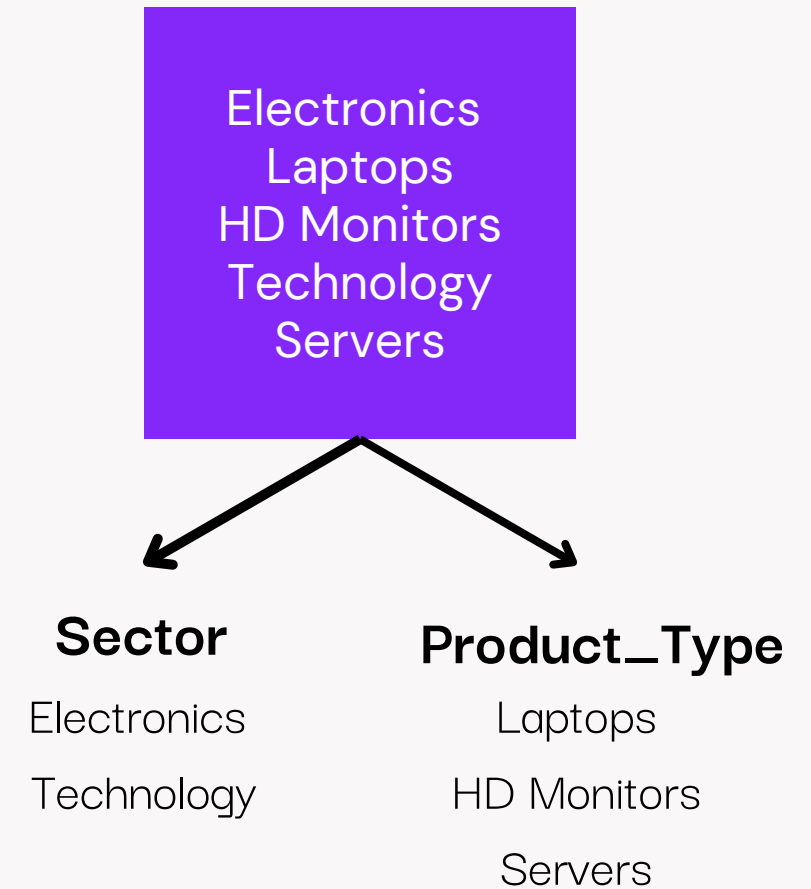 Electronics
Laptops
HD Monitors
Technology
Servers
Sector
Electronics
Technology
Product_Type
Laptops
HD Monitors
Servers